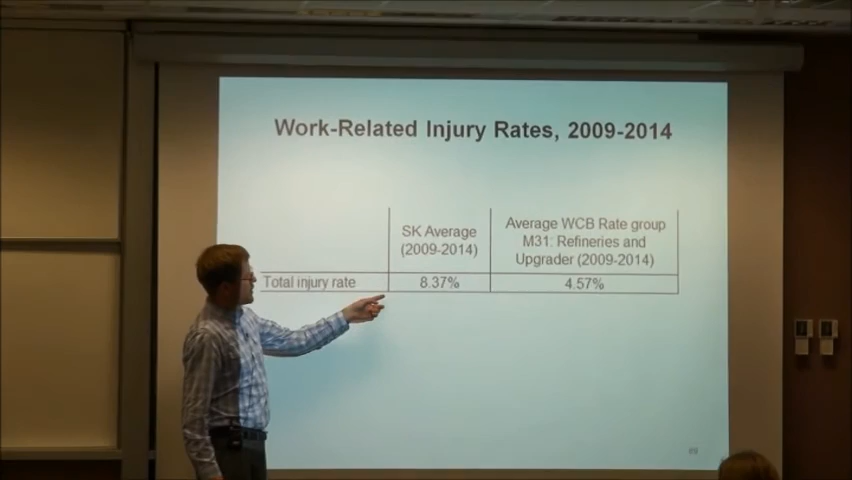 Work-Related Injury Rates, 2009-2014
SK Average
(2009-2014)
Average WCB Rate group
M31: Refineries and
Upgrader (2009-2014)
Total injury rate
8.37%
4.57%